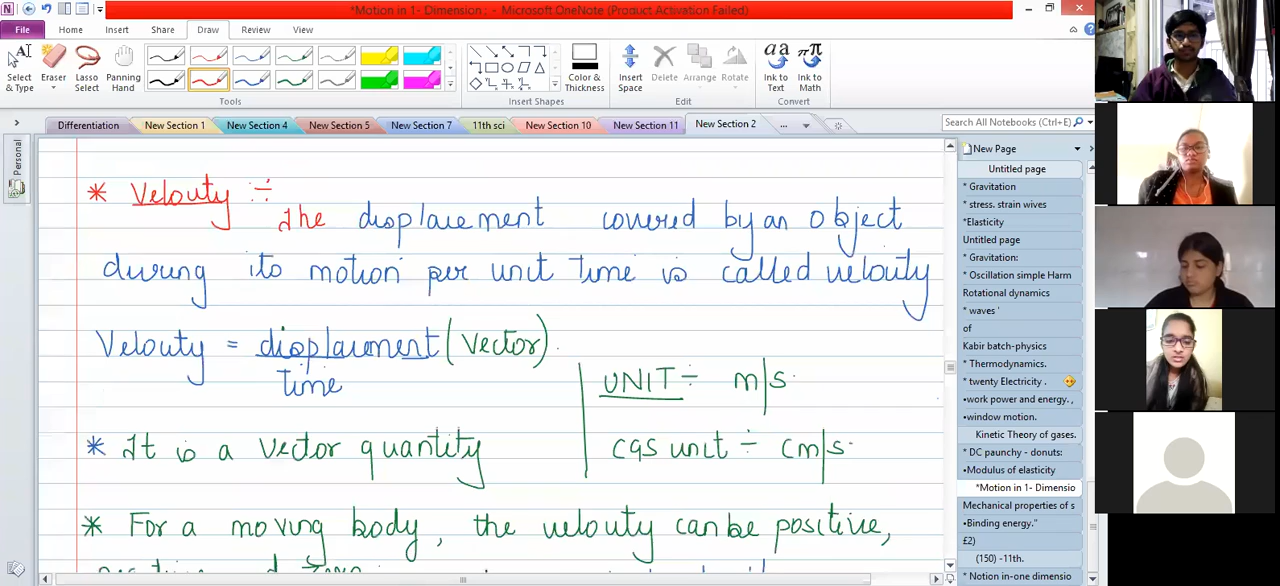 *Motion in 1- Dimension : - Microsoft OneNote (Product Activation Failed)
File Home Insert Share Draw Review View
Select & Type
Eraser
Lasso Select
Panning Hand
Color & Thickness
Insert Space
Delete
Arrange
Rotate
Ink to Text
Ink to Math
Tools
Insert Shapes
Edit
Convert
Differentiation New Section 1 New Section 4 New Section 5 New Section 7 11th sci New Section 10 New Section 11 New Section 2 ...
Search All Notebooks (Ctrl+E)
Personal
* Velocity ÷
The displacement covered by an object
during its motion per unit time is called velocity
Velocity = displacement (Vector).
time
UNIT ÷ m|s.
* It is a vector quantity
CGS unit ÷ cm|s.
* For a moving body, the velocity can be positive,
New Page
Untitled page
* Gravitation
* stress. strain wives
*Elasticity
Untitled page
* Gravitation:
* Oscillation simple Harm
Rotational dynamics
* waves '
of
Kabir batch-physics
* Thermodynamics.
* twenty Electricity .
•work power and energy. ,
•window motion.
Kinetic Theory of gases.
* DC paunchy - donuts:
•Modulus of elasticity
*Motion in 1- Dimensio
Mechanical properties of s
•Binding energy."
£2)
(150) -11th.
* Notion in-one dimensio